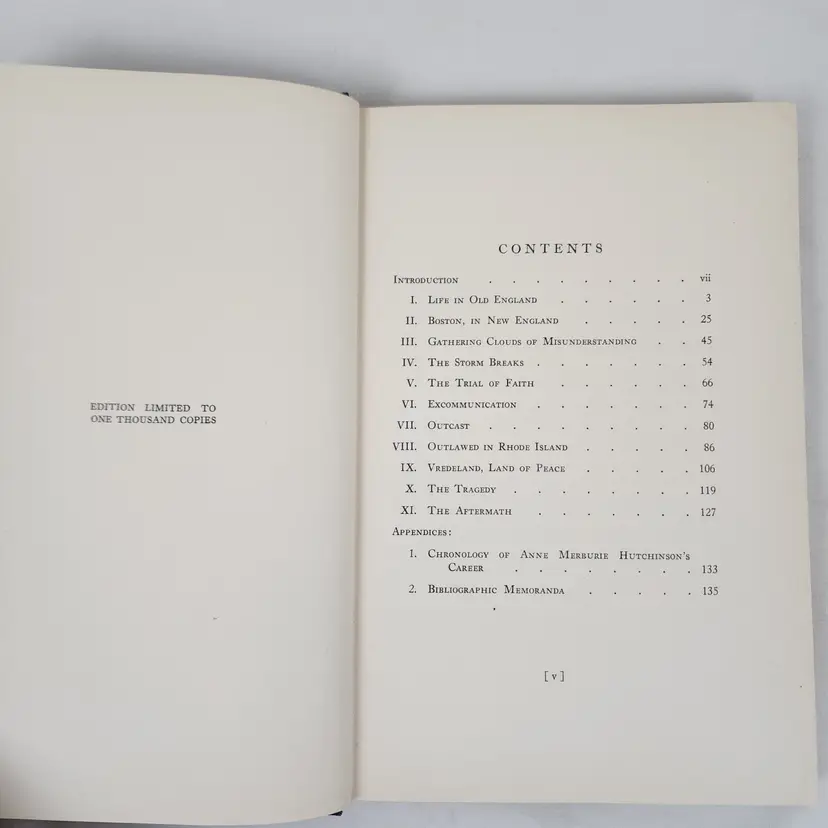 EDITION LIMITED TO
ONE THOUSAND COPIES
CONTENTS
Introduction . . . . . . . . . vii
I. Life in Old England . . . . . . 3
II. Boston, in New England . . . . . 25
III. Gathering Clouds of Misunderstanding . . 45
IV. The Storm Breaks . . . . . . . 54
V. The Trial of Faith . . . . . . 66
VI. Excommunication . . . . . . . 74
VII. Outcast . . . . . . . . . 80
VIII. Outlawed in Rhode Island . . . . . 86
IX. Vredeland, Land of Peace . . . . . 106
X. The Tragedy . . . . . . . . 119
XI. The Aftermath . . . . . . . 127
Appendices:
1. Chronology of Anne Merburie Hutchinson's
Career . . . . . . . . 133
2. Bibliographic Memoranda . . . . . 135
[ v ]